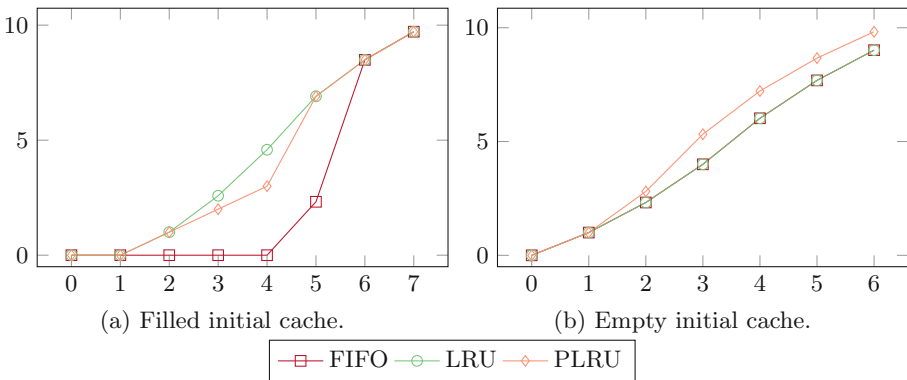 10
5
0
0 1 2 3 4 5 6 7
(a) Filled initial cache.
10
5
0
0 1 2 3 4 5 6
(b) Empty initial cache.
FIFO LRU PLRU